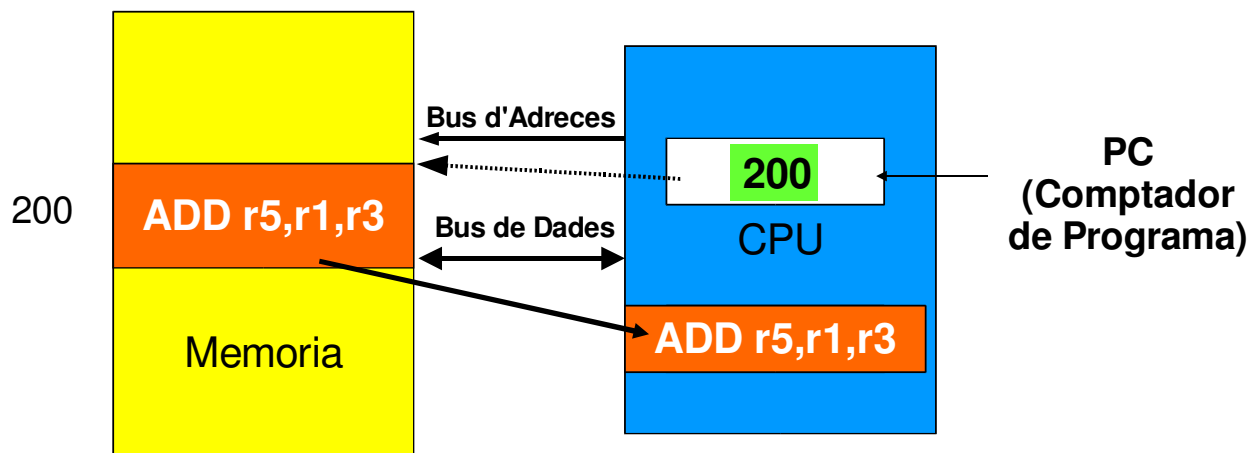 Bus d'Adreces
200
PC
(Comptador
de Programa)
200
ADD r5,r1,r3
Bus de Dades
CPU
ADD r5,r1,r3
Memoria